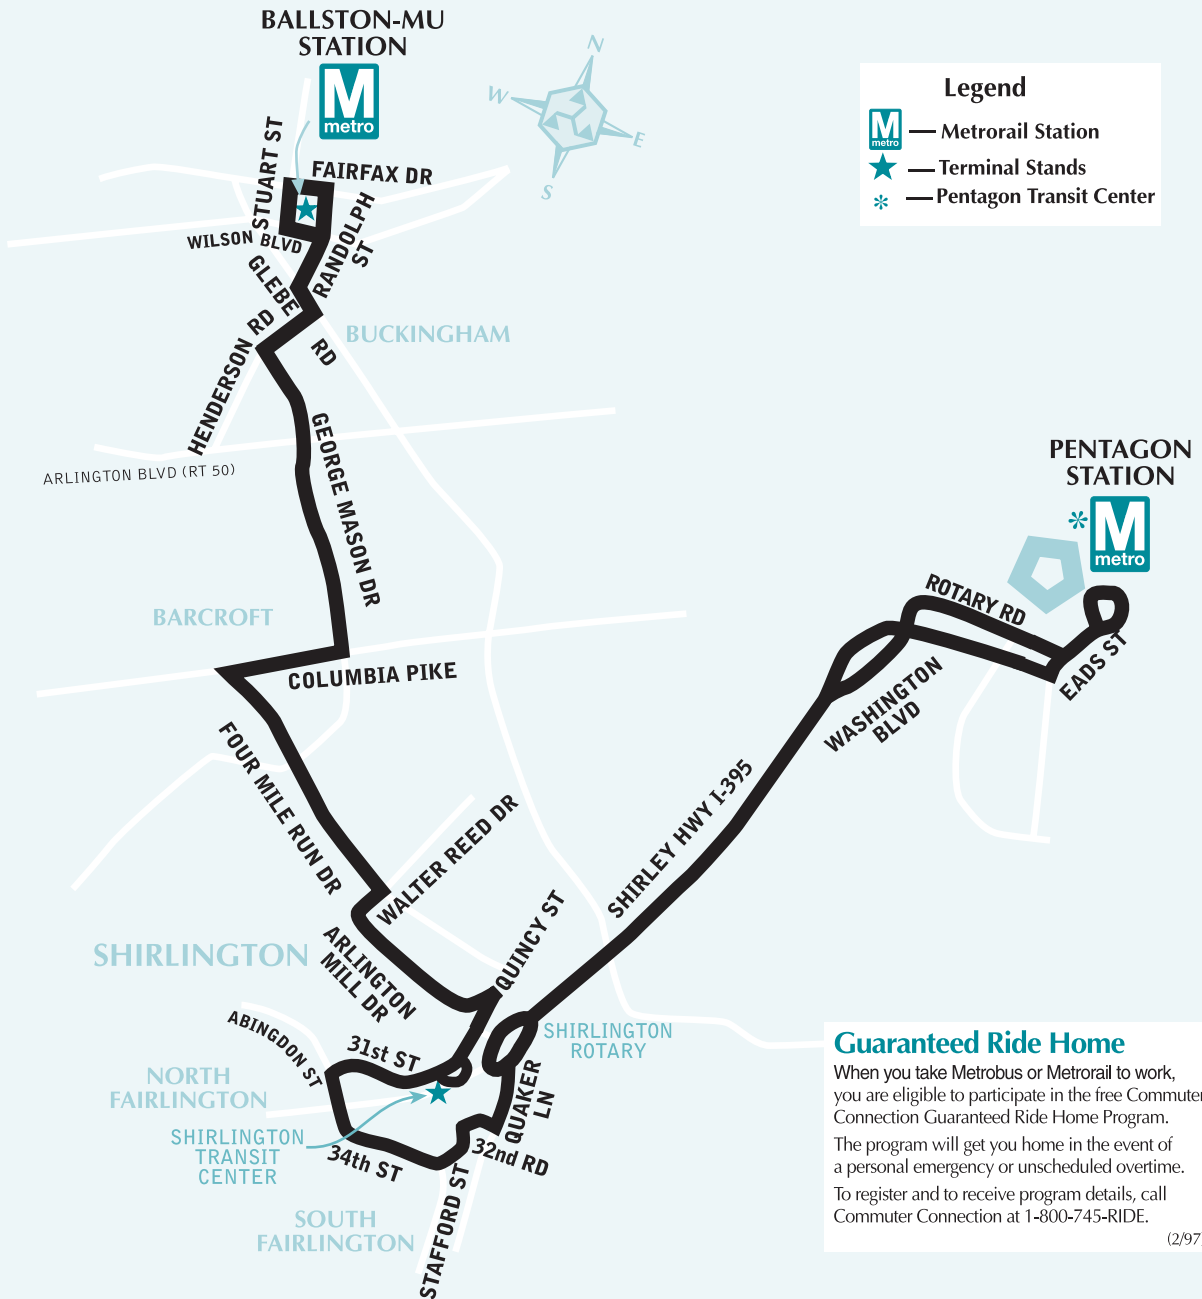 BALLSTON-MU
STATION
M
metro
N
W
E
S
Legend
M
metro
Metrorail Station
Terminal Stands
* Pentagon Transit Center
STUART ST
FAIRFAX DR
WILSON BLVD
RANDOLPH
ST
GLEBE
RD
HENDERSON RD
BUCKINGHAM
GEORGE MASON DR
ARLINGTON BLVD (RT 50)
PENTAGON
STATION
*
M
metro
ROTARY RD
EADS ST
BARCROFT
COLUMBIA PIKE
WASHINGTON
BLVD
FOUR MILE RUN DR
SHIRLEY HWY I-395
WALTER REED DR
QUINCY ST
SHIRLINGTON
ARLINGTON
MILL DR
ABINGDON ST
31st ST
SHIRLINGTON
ROTARY
NORTH
FAIRLINGTON
QUAKER
LN
SHIRLINGTON
TRANSIT
CENTER
34th ST
32nd RD
STAFFORD ST
SOUTH
FAIRLINGTON
Guaranteed Ride Home
When you take Metrobus or Metrorail to work,
you are eligible to participate in the free Commuter
Connection Guaranteed Ride Home Program.
The program will get you home in the event of
a personal emergency or unscheduled overtime.
To register and to receive program details, call
Commuter Connection at 1-800-745-RIDE.
(2/97